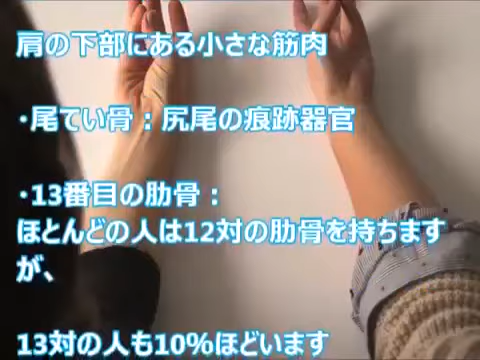 肩の下部にある小さな筋肉
・尾てい骨：尻尾の痕跡器官
・13番目の肋骨：
ほとんどの人は12対の肋骨を持ちます
が、
13対の人も10%ほどいます